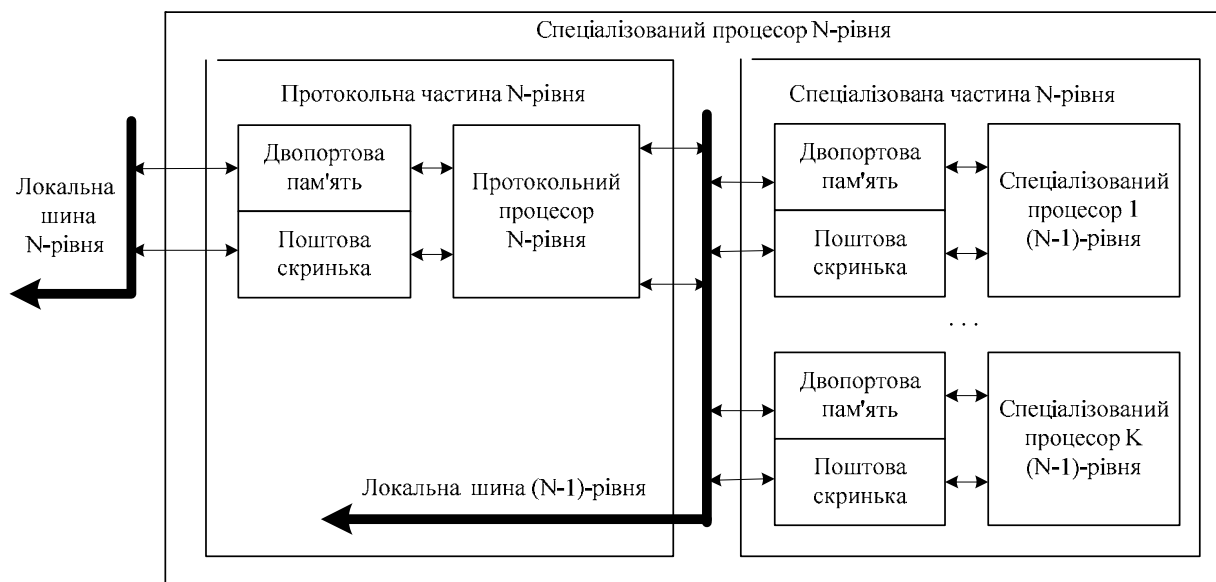 Спеціалізований процесор N-рівня
Протокольна частина N-рівня
Спеціалізована частина N-рівня
Локальна
шина
N-рівня
Двопортова
пам'ять
Поштова
скринька
Протокольний
процесор
N-рівня
Двопортова
пам'ять
Поштова
скринька
Спеціалізований
процесор 1
(N-1)-рівня
. . .
Двопортова
пам'ять
Поштова
скринька
Спеціалізований
процесор K
(N-1)-рівня
Локальна шина (N-1)-рівня